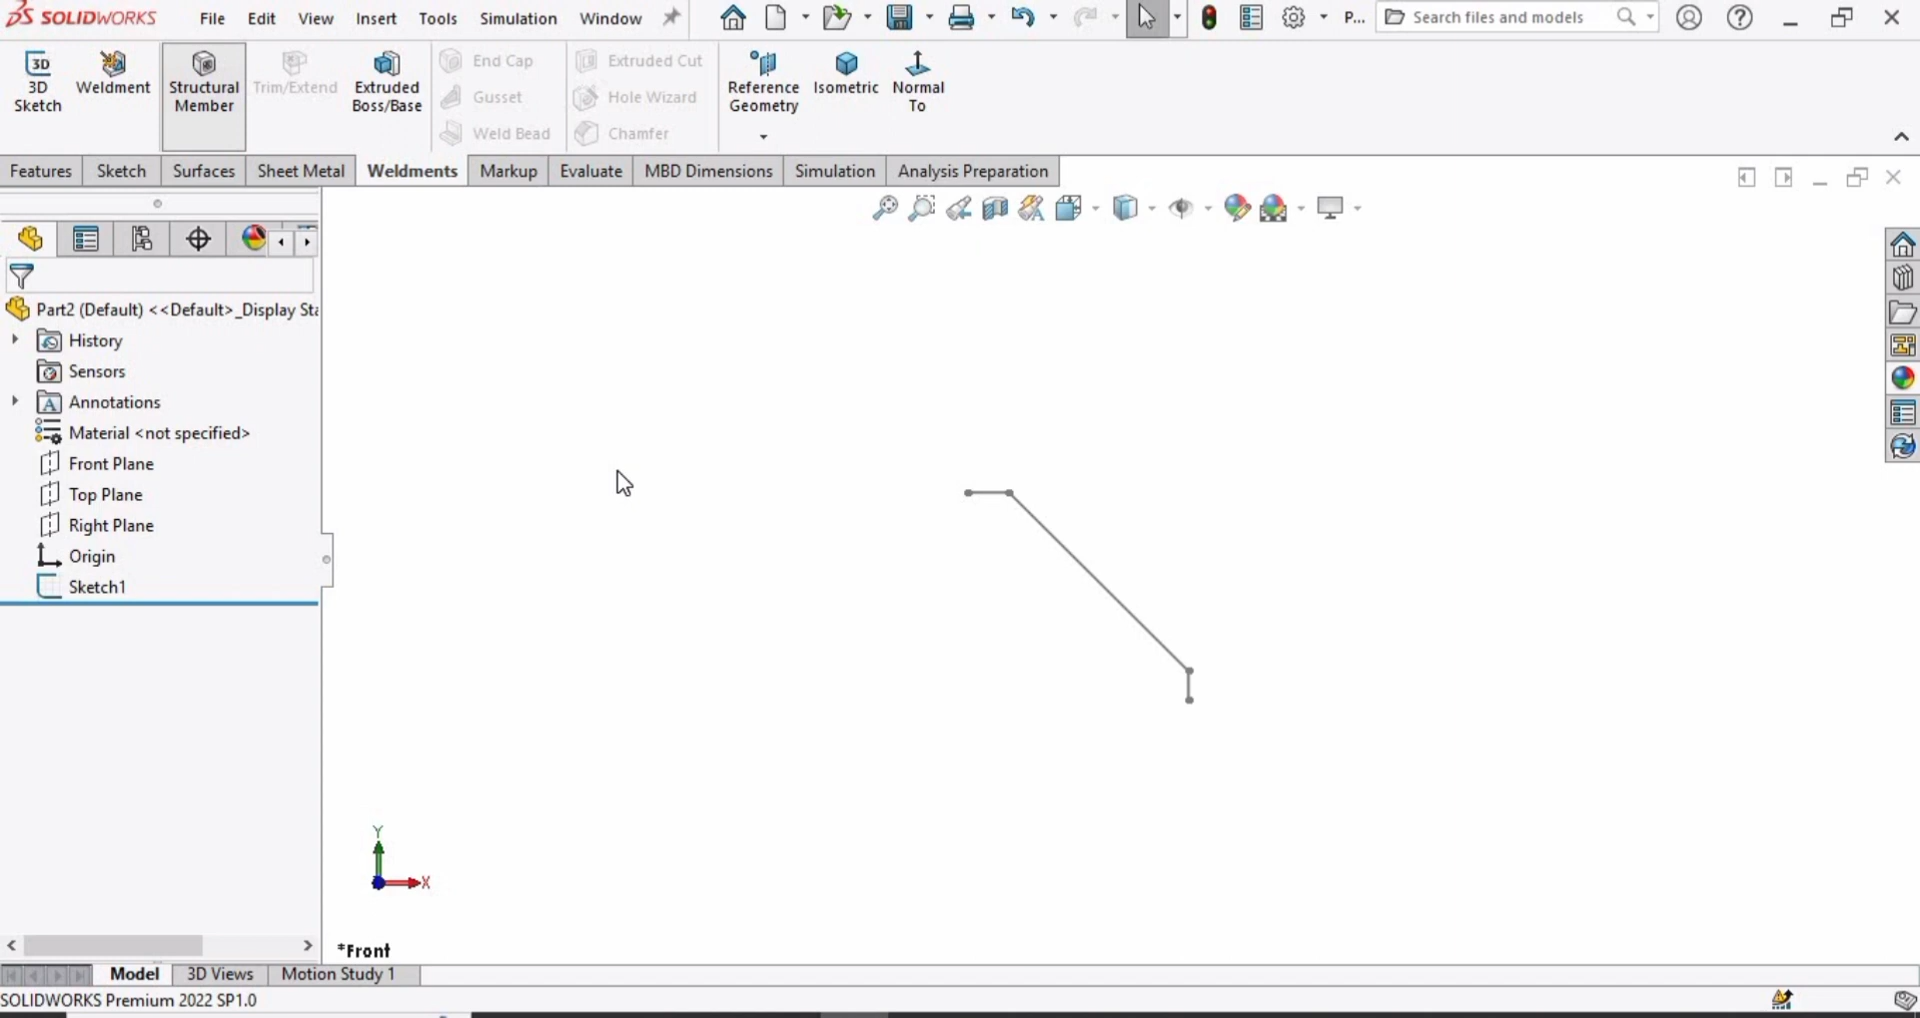 SOLIDWORKS File Edit View Insert Tools Simulation Window P... Search files and models
3D Sketch
Weldment
Structural Member
Trim/Extend
Extruded Boss/Base
End Cap
Gusset
Weld Bead
Extruded Cut
Hole Wizard
Chamfer
Reference Geometry
Isometric
Normal To
Features Sketch Surfaces Sheet Metal Weldments Markup Evaluate MBD Dimensions Simulation Analysis Preparation
Part2 (Default) <<Default>_Display Sta
History
Sensors
Annotations
Material <not specified>
Front Plane
Top Plane
Right Plane
Origin
Sketch1
Y
X
*Front
Model 3D Views Motion Study 1
SOLIDWORKS Premium 2022 SP1.0